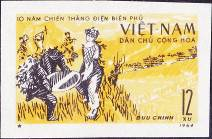 10 NĂM CHIẾN THẮNG ĐIỆN BIÊN PHỦ
VIỆT-NAM
DÂN CHỦ CỘNG HÒA
12
XU
BƯU CHÍNH
1964